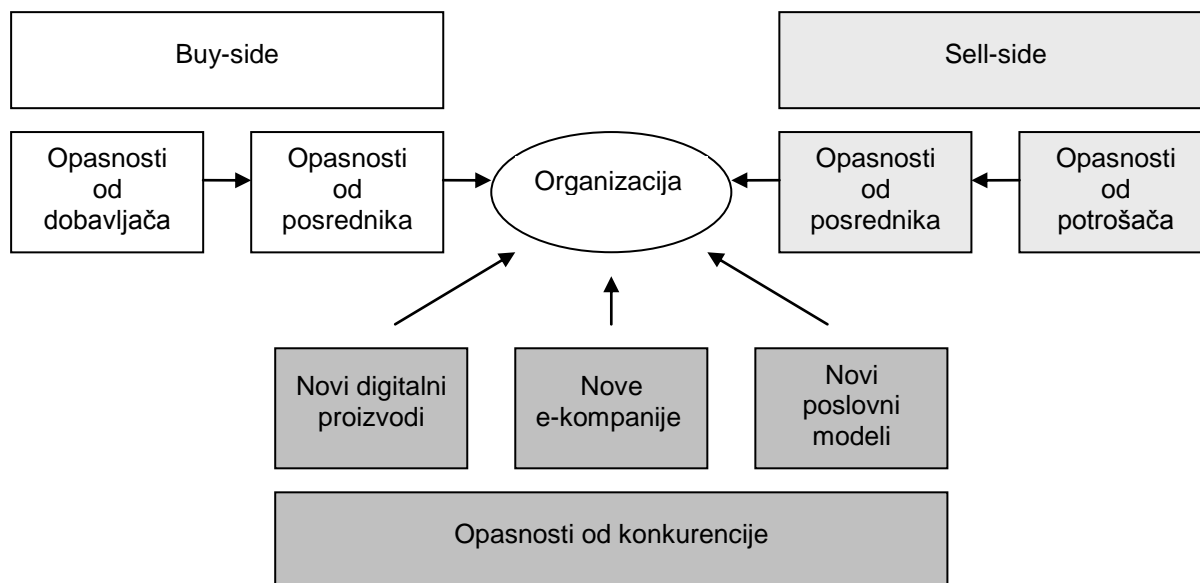 Buy-side
Sell-side
Opasnosti
od
dobavljača
Opasnosti
od
posrednika
Organizacija
Opasnosti
od
posrednika
Opasnosti
od
potrošača
Novi digitalni
proizvodi
Nove
e-kompanije
Novi
poslovni
modeli
Opasnosti od konkurencije